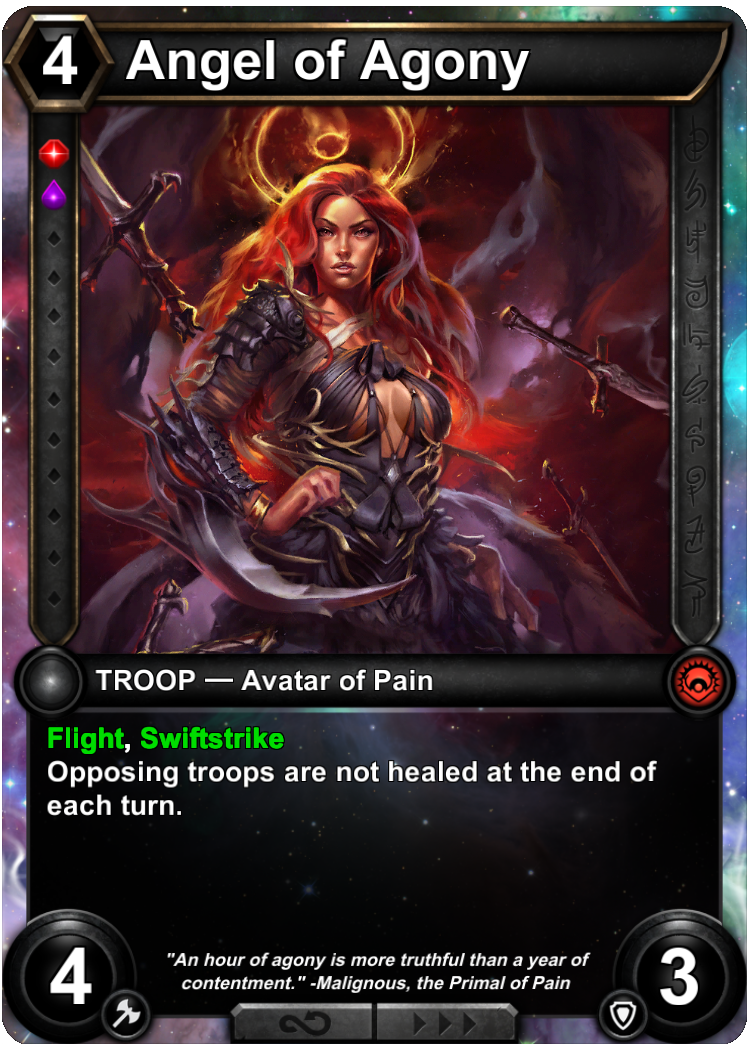 4 Angel of Agony
TROOP — Avatar of Pain
Flight, Swiftstrike
Opposing troops are not healed at the end of
each turn.
"An hour of agony is more truthful than a year of
contentment." -Malignous, the Primal of Pain
4
3